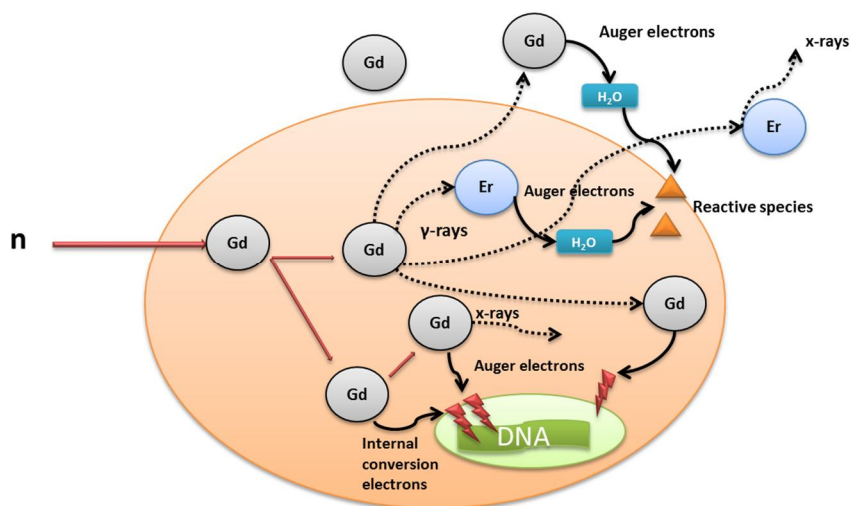 Gd
Auger electrons
x-rays
Gd
H₂O
Er
Er
Auger electrons
Reactive species
n
Gd
Gd
γ-rays
H₂O
Gd
x-rays
Gd
Auger electrons
Gd
DNA
Internal
conversion
electrons